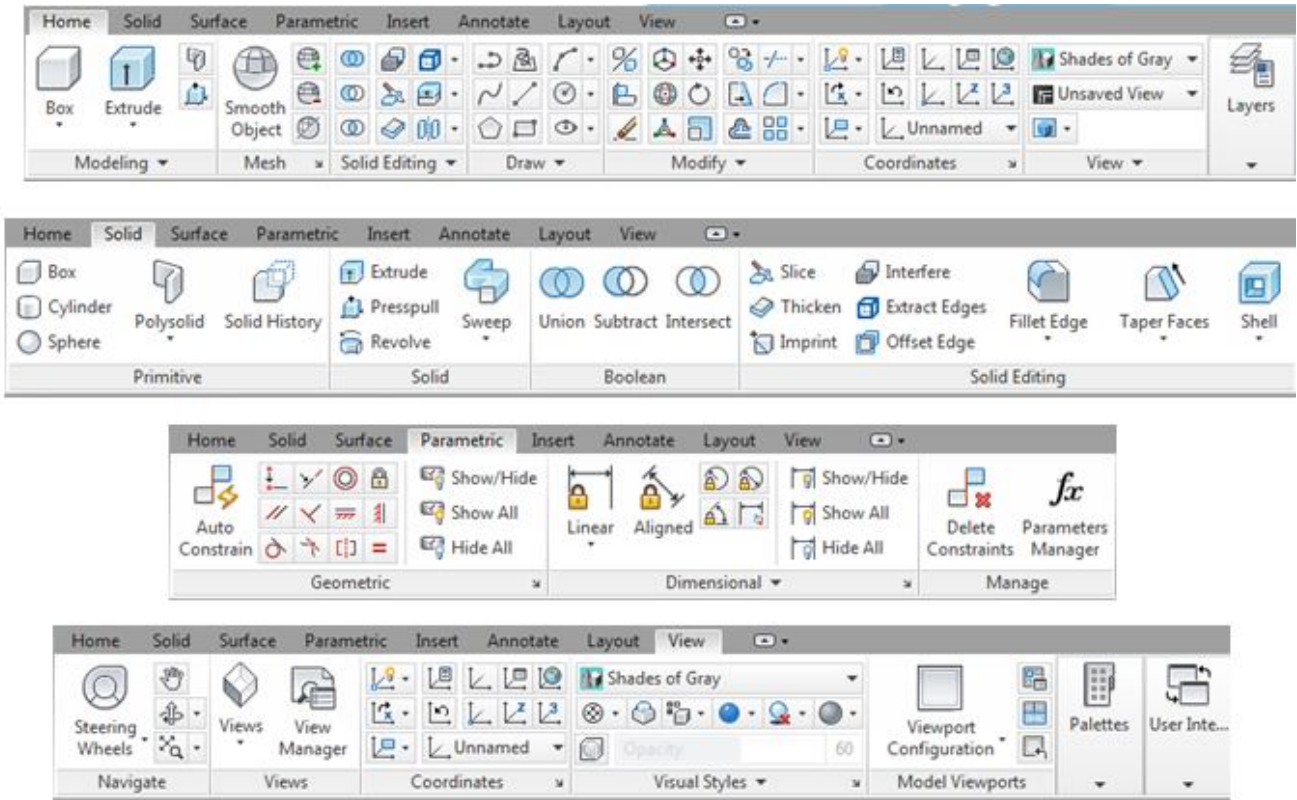 Home Solid Surface Parametric Insert Annotate Layout View
Box Extrude Smooth Object Shades of Gray
Unsaved View
Unnamed Layers
Modeling Mesh Solid Editing Draw Modify Coordinates View
Home Solid Surface Parametric Insert Annotate Layout View
Box Extrude Slice Interfere
Cylinder Polysolid Solid History Presspull Sweep Union Subtract Intersect Thicken Extract Edges Fillet Edge Taper Faces Shell
Sphere Revolve Imprint Offset Edge
Primitive Solid Boolean Solid Editing
Home Solid Surface Parametric Insert Annotate Layout View
Show/Hide Show/Hide
Auto Constrain Show All Linear Aligned Show All Delete Constraints fx Parameters Manager
Hide All Hide All
Geometric Dimensional Manage
Home Solid Surface Parametric Insert Annotate Layout View
Shades of Gray
Steering Wheels Views View Manager Viewport Configuration Palettes User Inte...
Unnamed Opacity 60
Navigate Views Coordinates Visual Styles Model Viewports